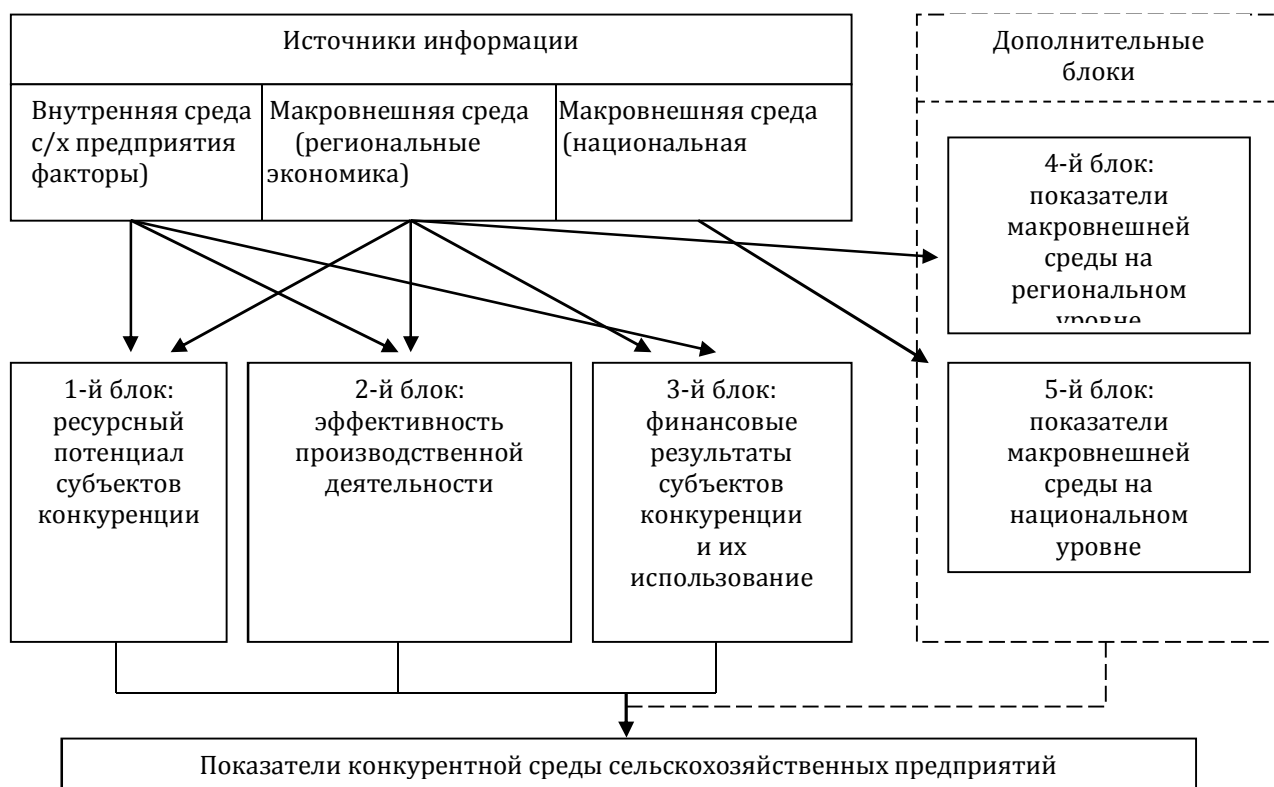 Источники информации
Дополнительные
блоки
Внутренняя среда
с/х предприятия
факторы)
Макровнешняя среда
(региональные
экономика)
Макровнешняя среда
(национальная
4-й блок:
показатели
макровнешней
среды на
региональном
уровне
1-й блок:
ресурсный
потенциал
субъектов
конкуренции
2-й блок:
эффективность
производственной
деятельности
3-й блок:
финансовые
результаты
субъектов
конкуренции
и их
использование
5-й блок:
показатели
макровнешней
среды на
национальном
уровне
Показатели конкурентной среды сельскохозяйственных предприятий